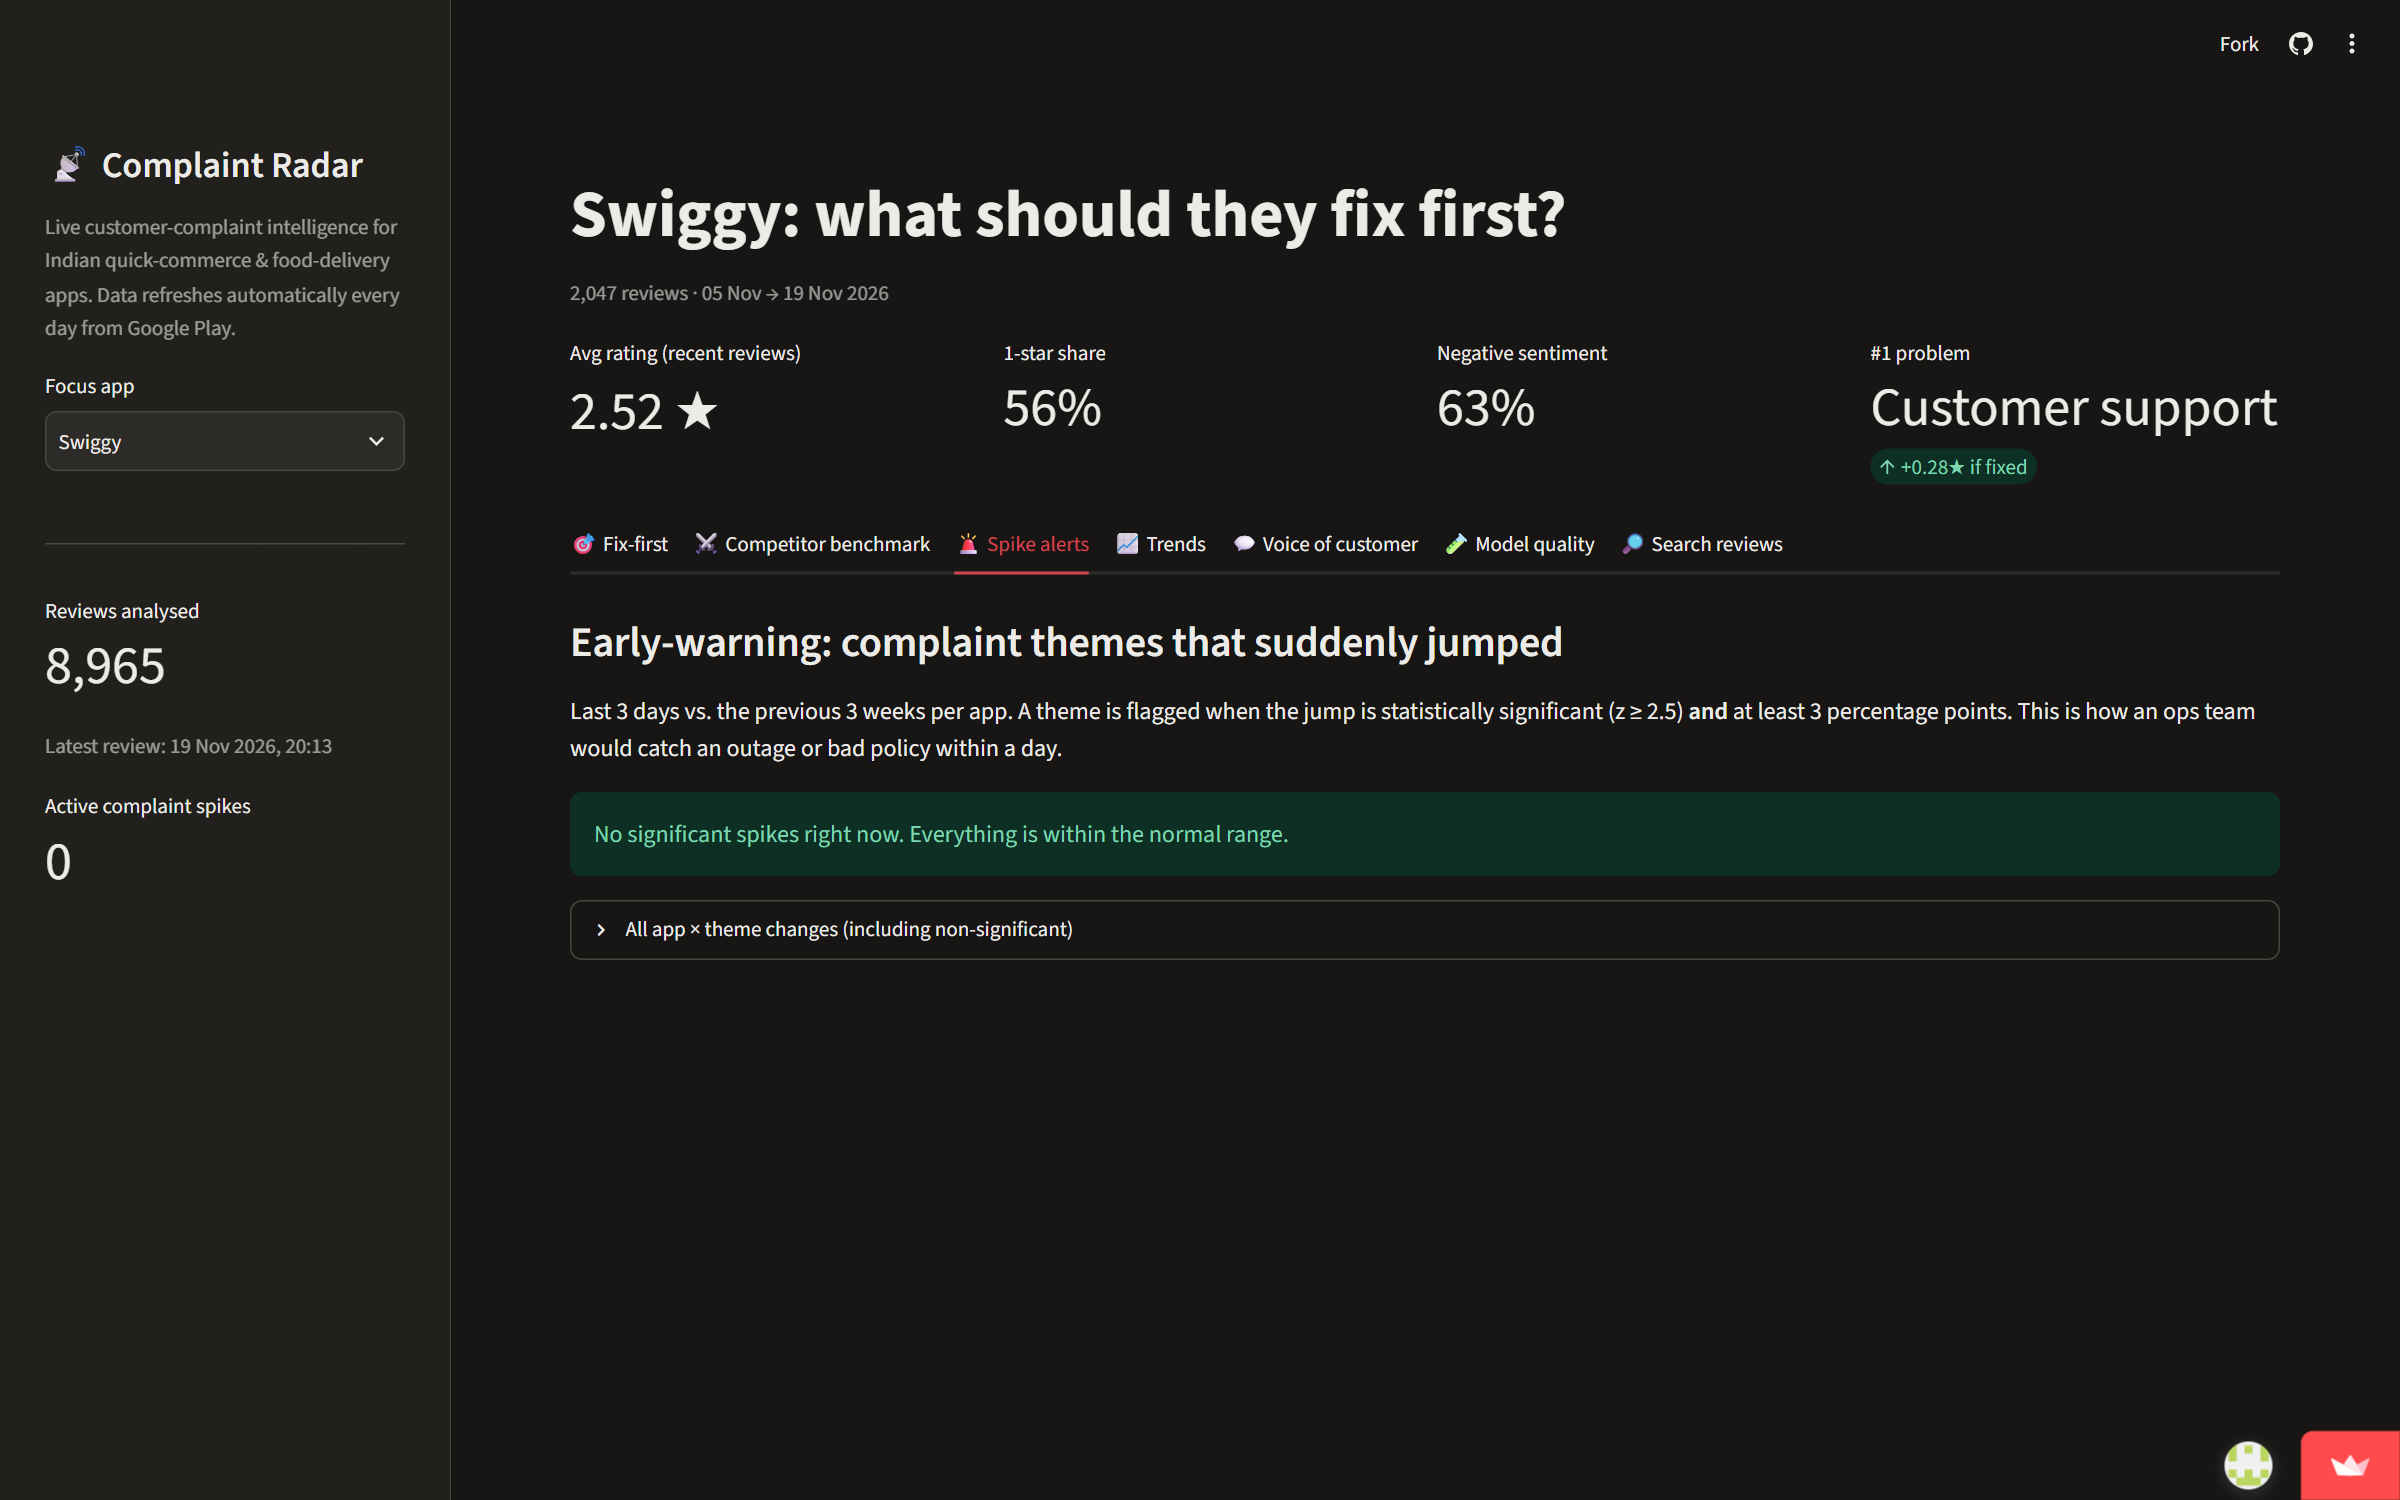 Fork
Complaint Radar
Live customer-complaint intelligence for
Indian quick-commerce & food-delivery
apps. Data refreshes automatically every
day from Google Play.
Focus app
Swiggy
Reviews analysed
8,965
Latest review: 19 Nov 2026, 20:13
Active complaint spikes
0
Swiggy: what should they fix first?
2,047 reviews · 05 Nov → 19 Nov 2026
Avg rating (recent reviews)
2.52 ★
1-star share
56%
Negative sentiment
63%
#1 problem
Customer support
↑ +0.28★ if fixed
Fix-first
Competitor benchmark
Spike alerts
Trends
Voice of customer
Model quality
Search reviews
Early-warning: complaint themes that suddenly jumped
Last 3 days vs. the previous 3 weeks per app. A theme is flagged when the jump is statistically significant (z ≥ 2.5) and at least 3 percentage points. This is how an ops team
would catch an outage or bad policy within a day.
No significant spikes right now. Everything is within the normal range.
All app × theme changes (including non-significant)